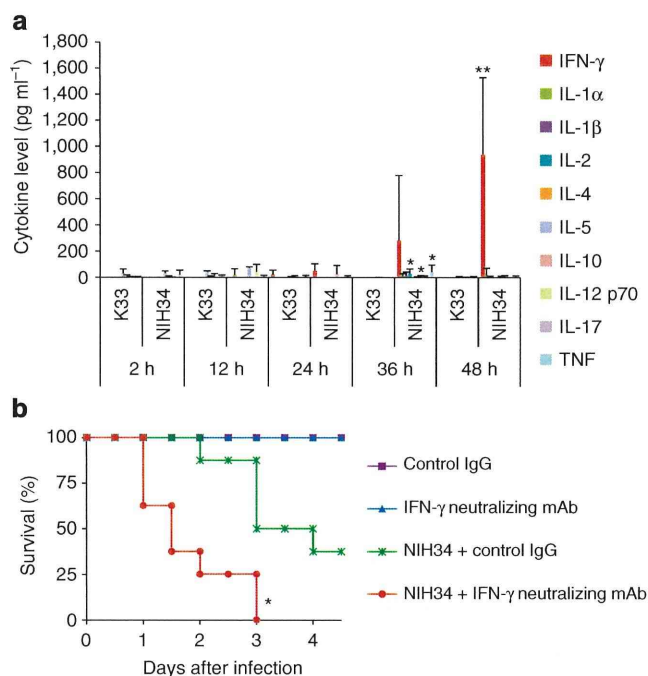 a
Cytokine level (pg ml⁻¹)
1,800
1,600
1,400
1,200
1,000
800
600
400
200
0
**
*
*
*
K33
NIH34
K33
NIH34
K33
NIH34
K33
NIH34
K33
NIH34
2 h
12 h
24 h
36 h
48 h
IFN-γ
IL-1α
IL-1β
IL-2
IL-4
IL-5
IL-10
IL-12 p70
IL-17
TNF
b
Survival (%)
100
75
50
25
0
*
0
1
2
3
4
Days after infection
Control IgG
IFN-γ neutralizing mAb
NIH34 + control IgG
NIH34 + IFN-γ neutralizing mAb